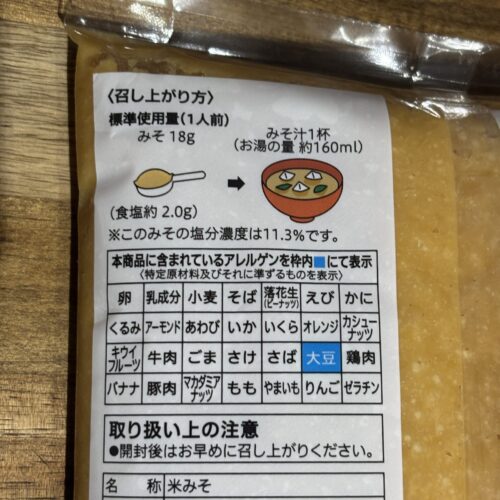 〈召し上がり方〉
標準使用量(1人前)
みそ 18g
みそ汁1杯
(お湯の量 約160ml)
(食塩約 2.0g)
※このみその塩分濃度は11.3%です。
本商品に含まれているアレルゲンを枠内■にて表示
〈特定原材料及びそれに準ずるものを表示〉
卵 乳成分 小麦 そば 落花生(ピーナッツ) えび かに
くるみ アーモンド あわび いか いくら オレンジ カシューナッツ
キウイフルーツ 牛肉 ごま さけ さば 大豆 鶏肉
バナナ 豚肉 マカダミアナッツ もも やまいも りんご ゼラチン
取り扱い上の注意
●開封後はお早めに召し上がりください。
名 称 米みそ